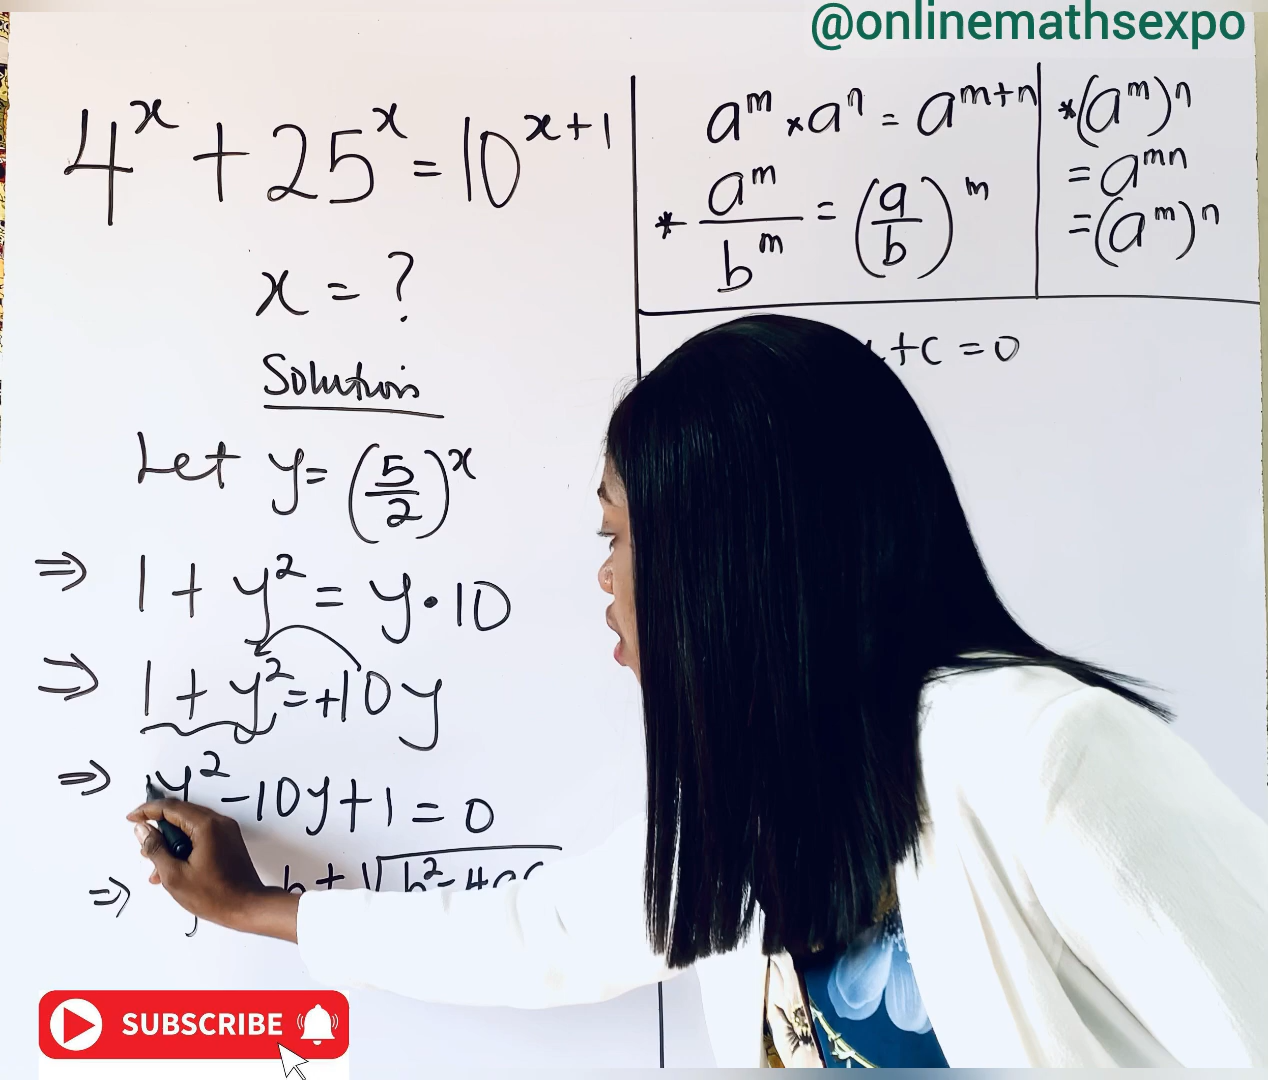 @onlinemathsexpo
4^x + 25^x = 10^(x+1)
x = ?
Solution
Let y = (5/2)^x
⇒ 1 + y² = y·10
⇒ 1 + y² = +10y
⇒ y² - 10y + 1 = 0
⇒ b ± √b² - 4ac
a^m × a^n = a^(m+n)
* a^m / b^m = (a/b)^m
* (a^m)^n
= a^(mn)
= (a^m)^n
+c = 0
SUBSCRIBE